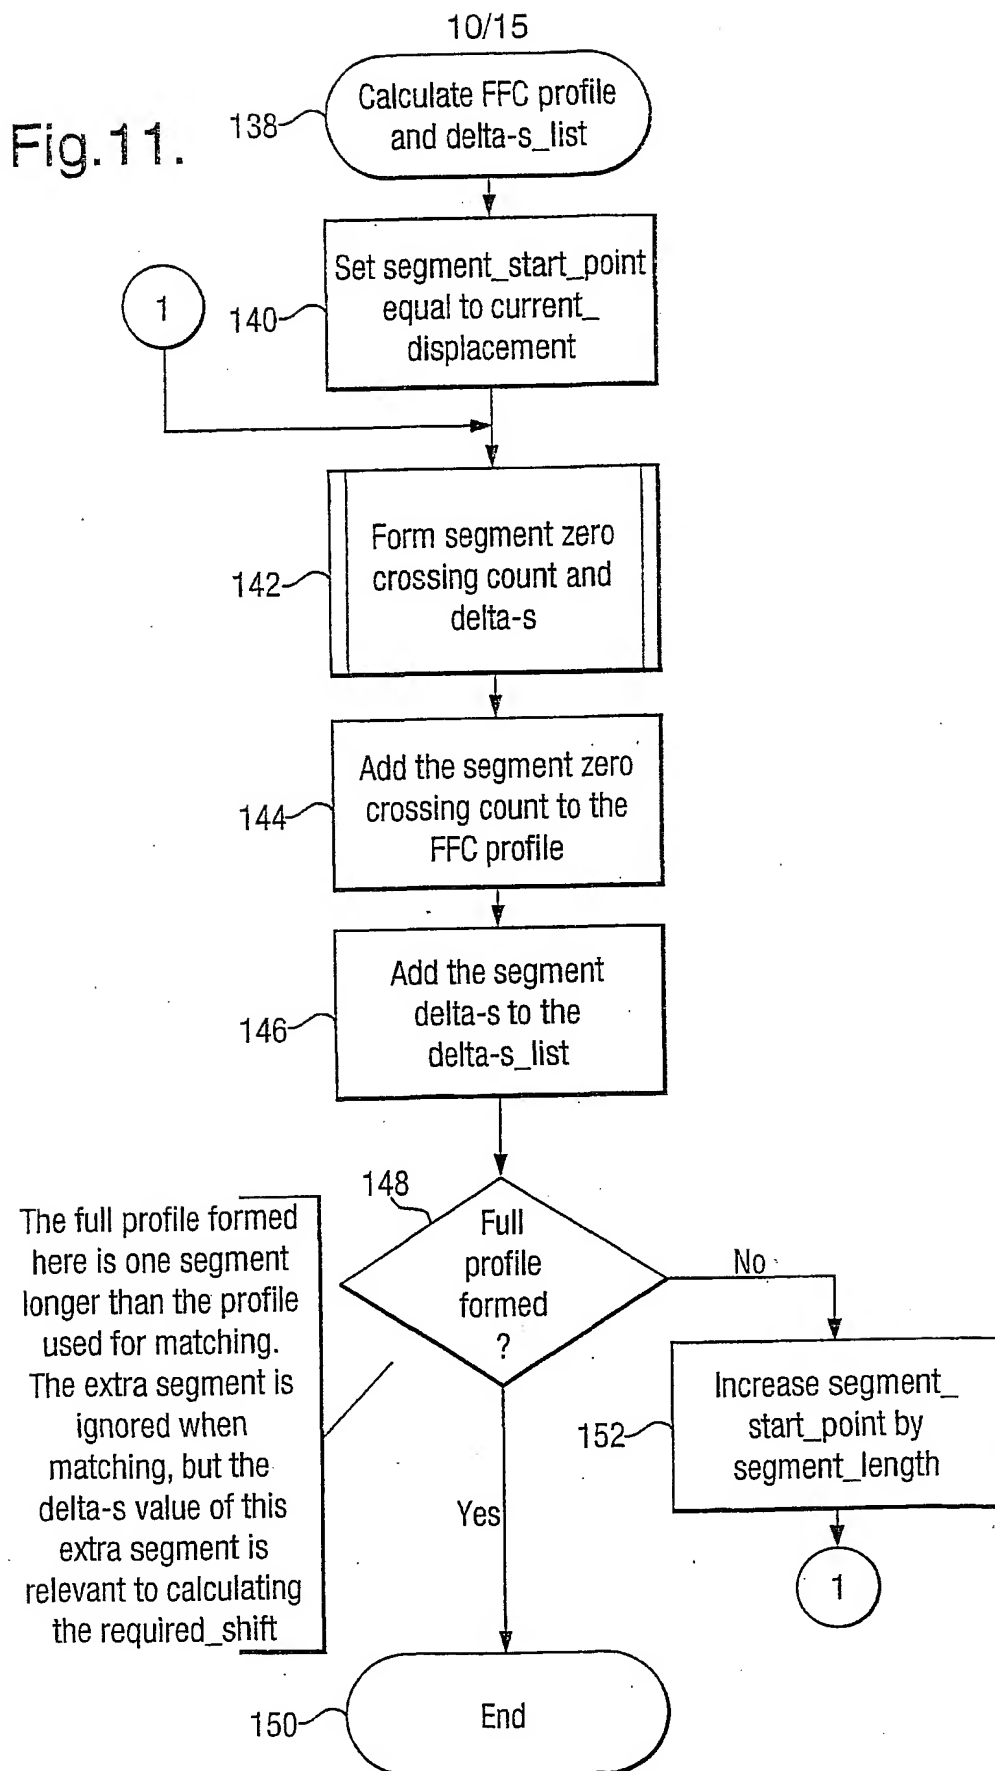 10/15
Fig.11.
138
Calculate FFC profile
and delta-s_list
1
140
Set segment_start_point
equal to current_
displacement
142
Form segment zero
crossing count and
delta-s
144
Add the segment zero
crossing count to the
FFC profile
146
Add the segment
delta-s to the
delta-s_list
148
Full
profile
formed
?
No
The full profile formed
here is one segment
longer than the profile
used for matching.
The extra segment is
ignored when
matching, but the
delta-s value of this
extra segment is
relevant to calculating
the required_shift
152
Increase segment_
start_point by
segment_length
Yes
1
150
End